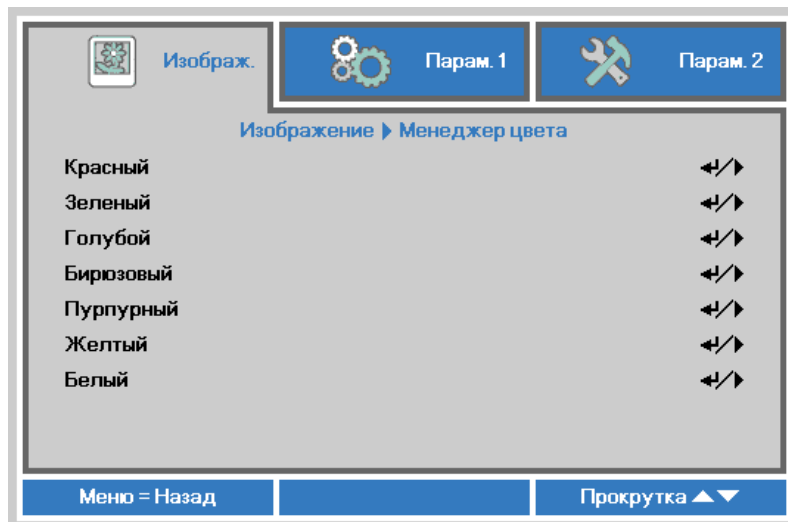 Изображ. Парам. 1 Парам. 2
Изображение ▶ Менеджер цвета
Красный ↵/▶
Зеленый ↵/▶
Голубой ↵/▶
Бирюзовый ↵/▶
Пурпурный ↵/▶
Желтый ↵/▶
Белый ↵/▶
Меню = Назад Прокрутка ▲▼